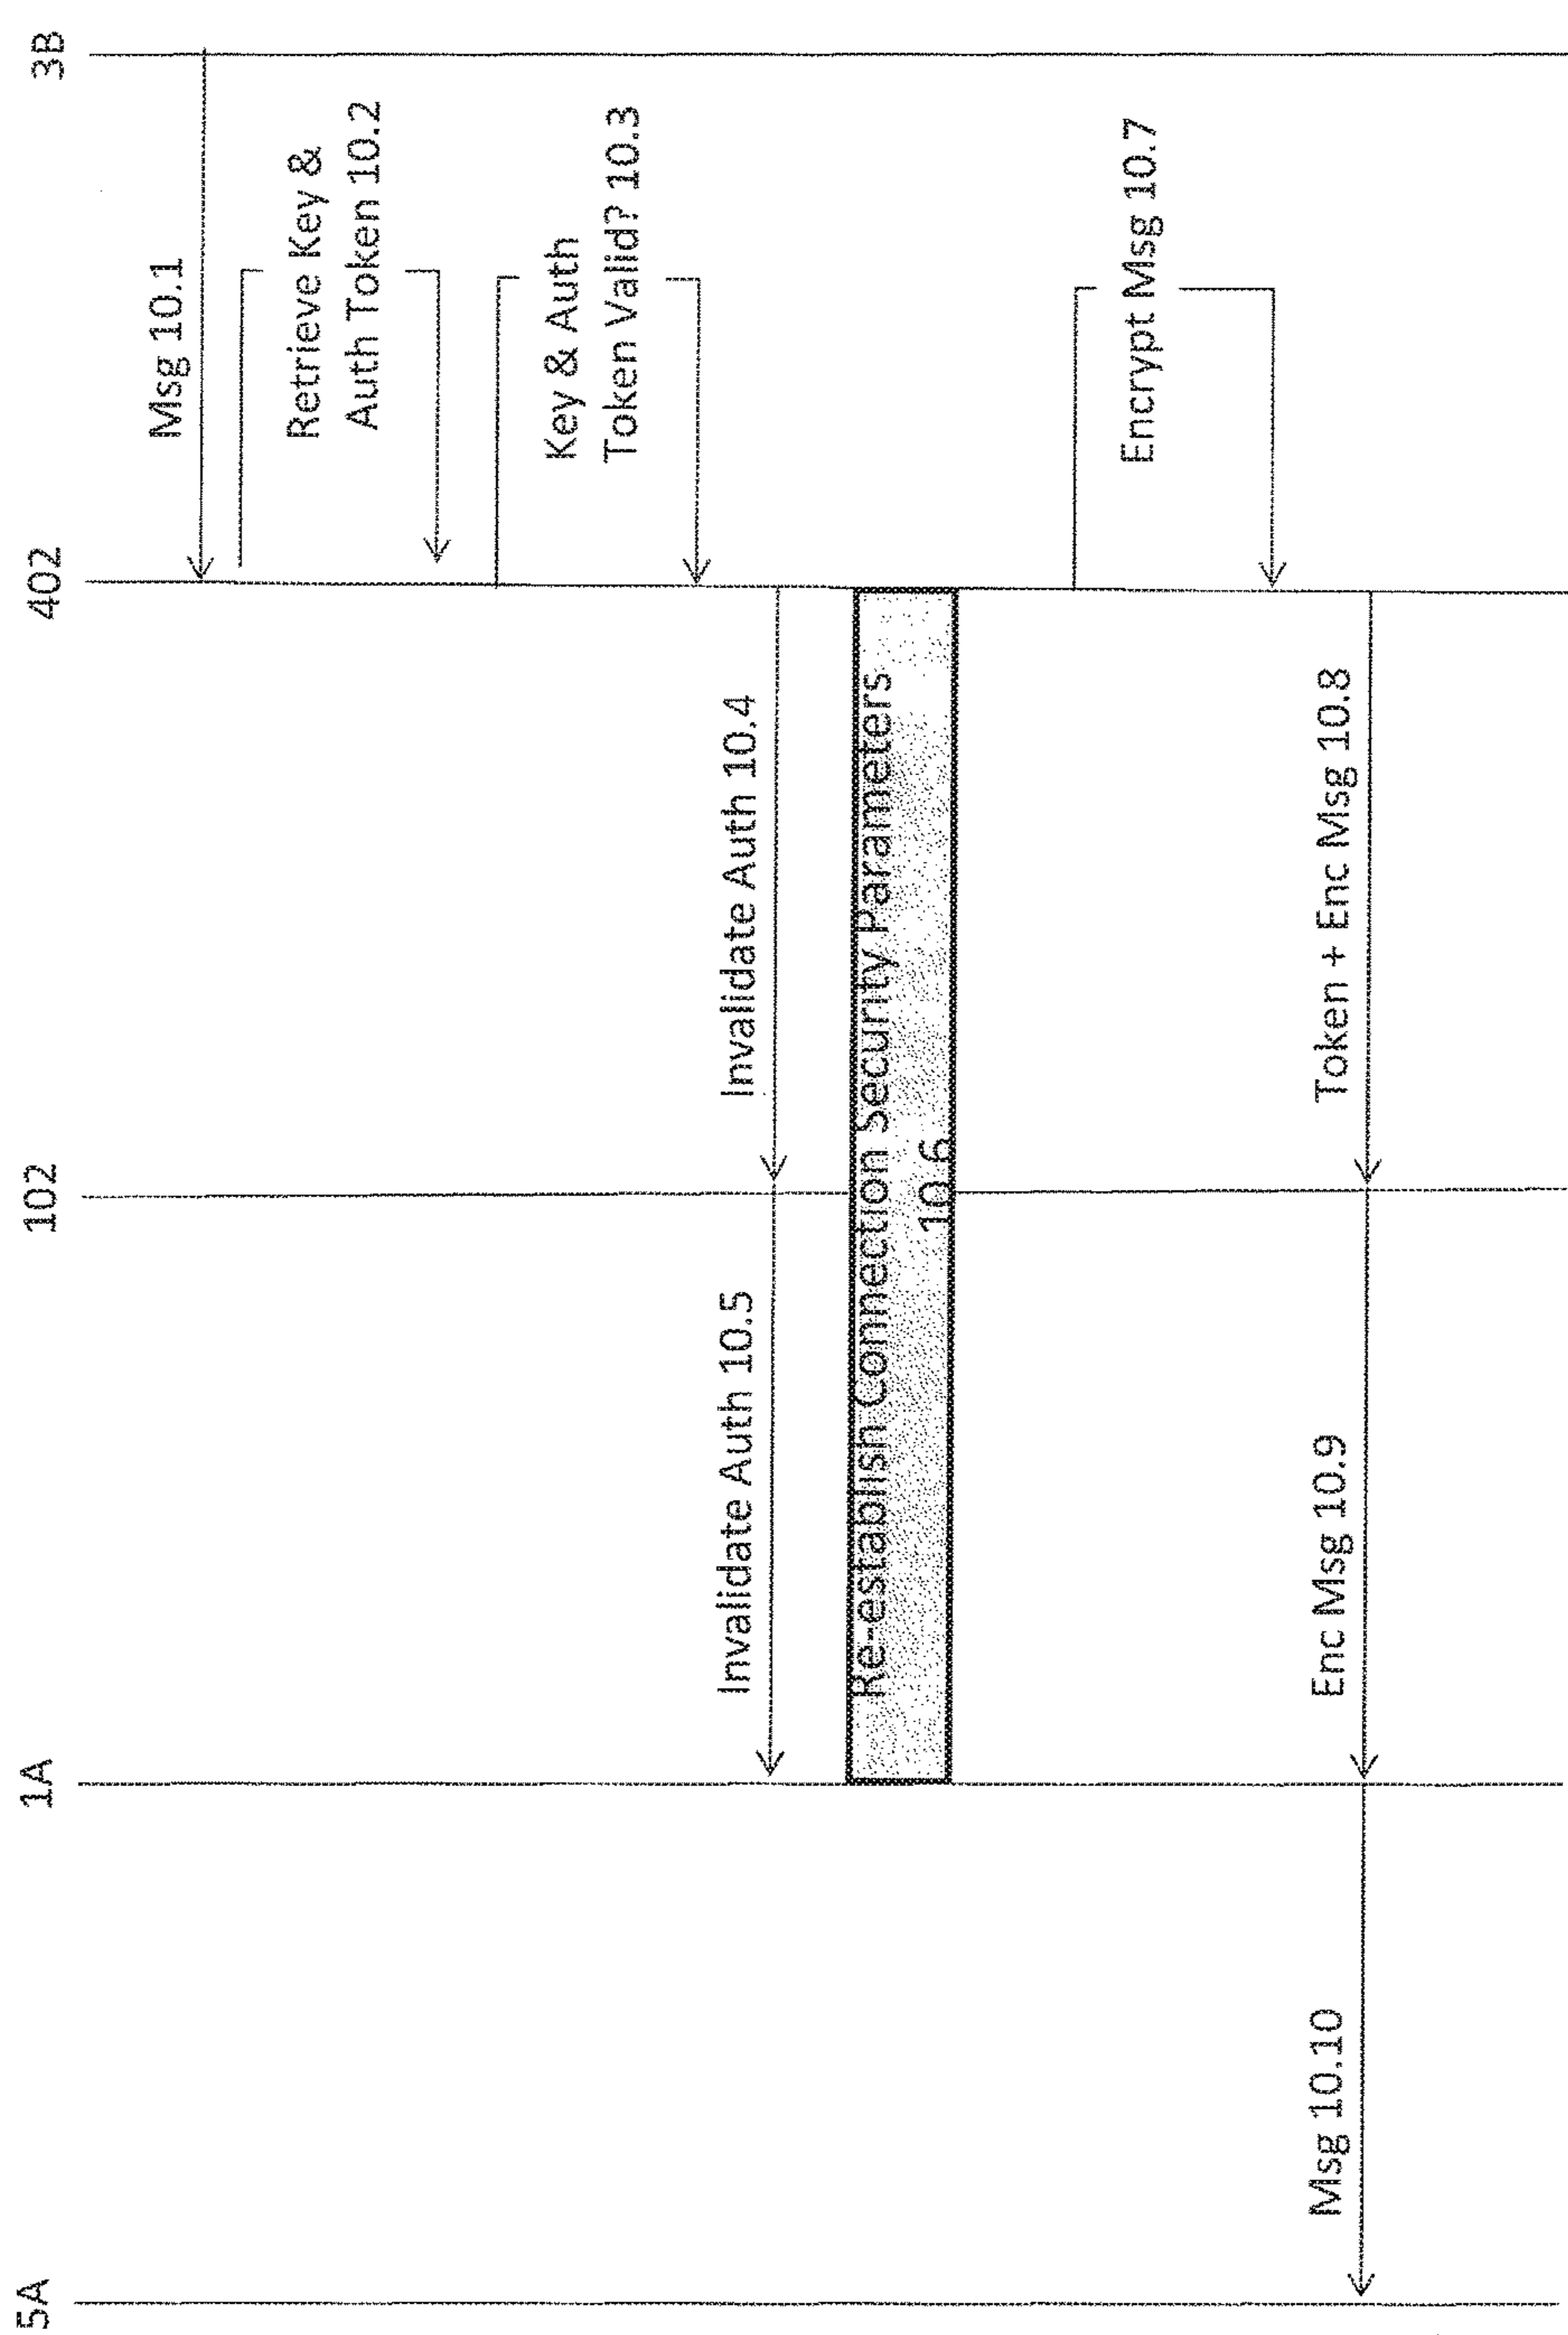 5A
1A
102
402
3B
Msg 10.1
Retrieve Key &
Auth Token 10.2
Key & Auth
Token Valid? 10.3
Invalidate Auth 10.5
Invalidate Auth 10.4
Re-establish Connection Security Parameters
10.6
Encrypt Msg 10.7
Msg 10.10
Enc Msg 10.9
Token + Enc Msg 10.8